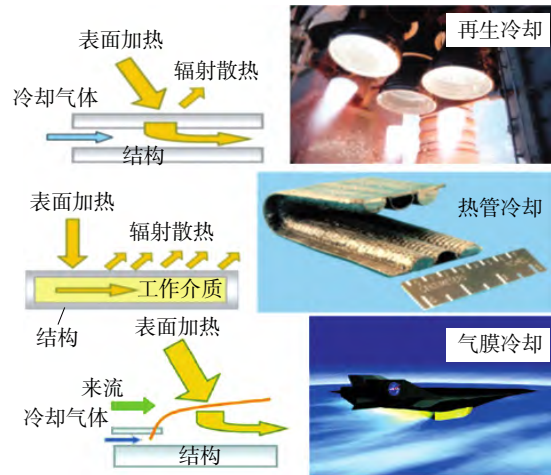 表面加热
辐射散热
冷却气体
结构
再生冷却
表面加热
辐射散热
工作介质
结构
热管冷却
表面加热
来流
冷却气体
结构
气膜冷却